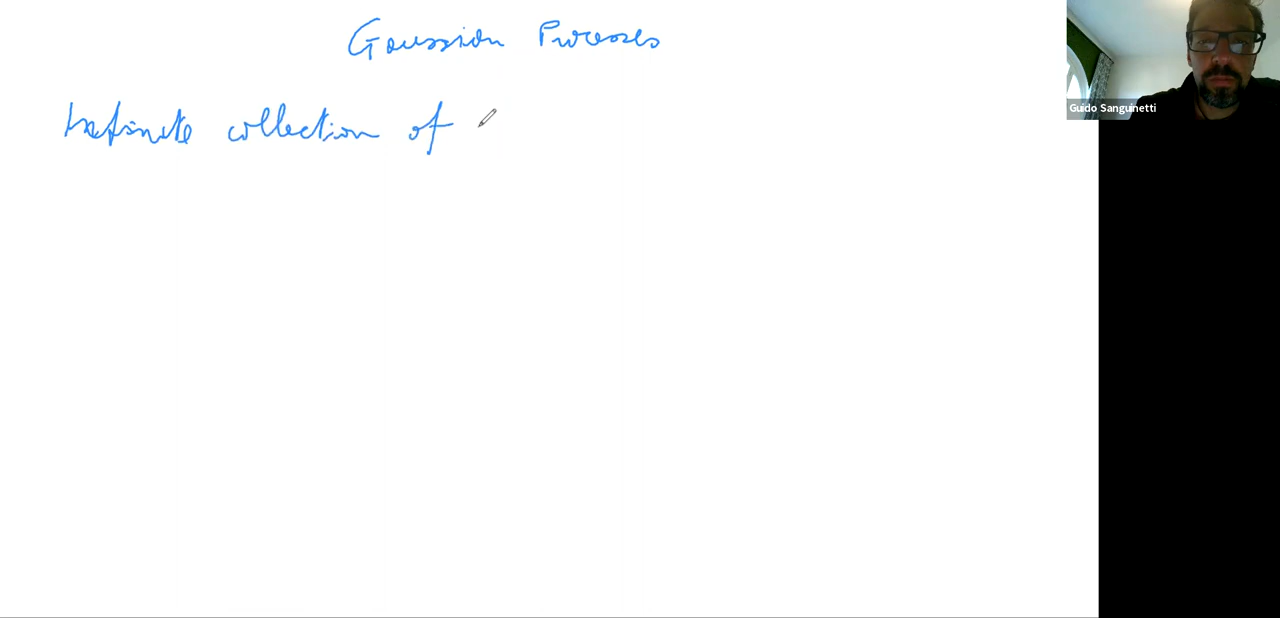 Gaussian Processes
Infinite collection of
Guido Sanguinetti